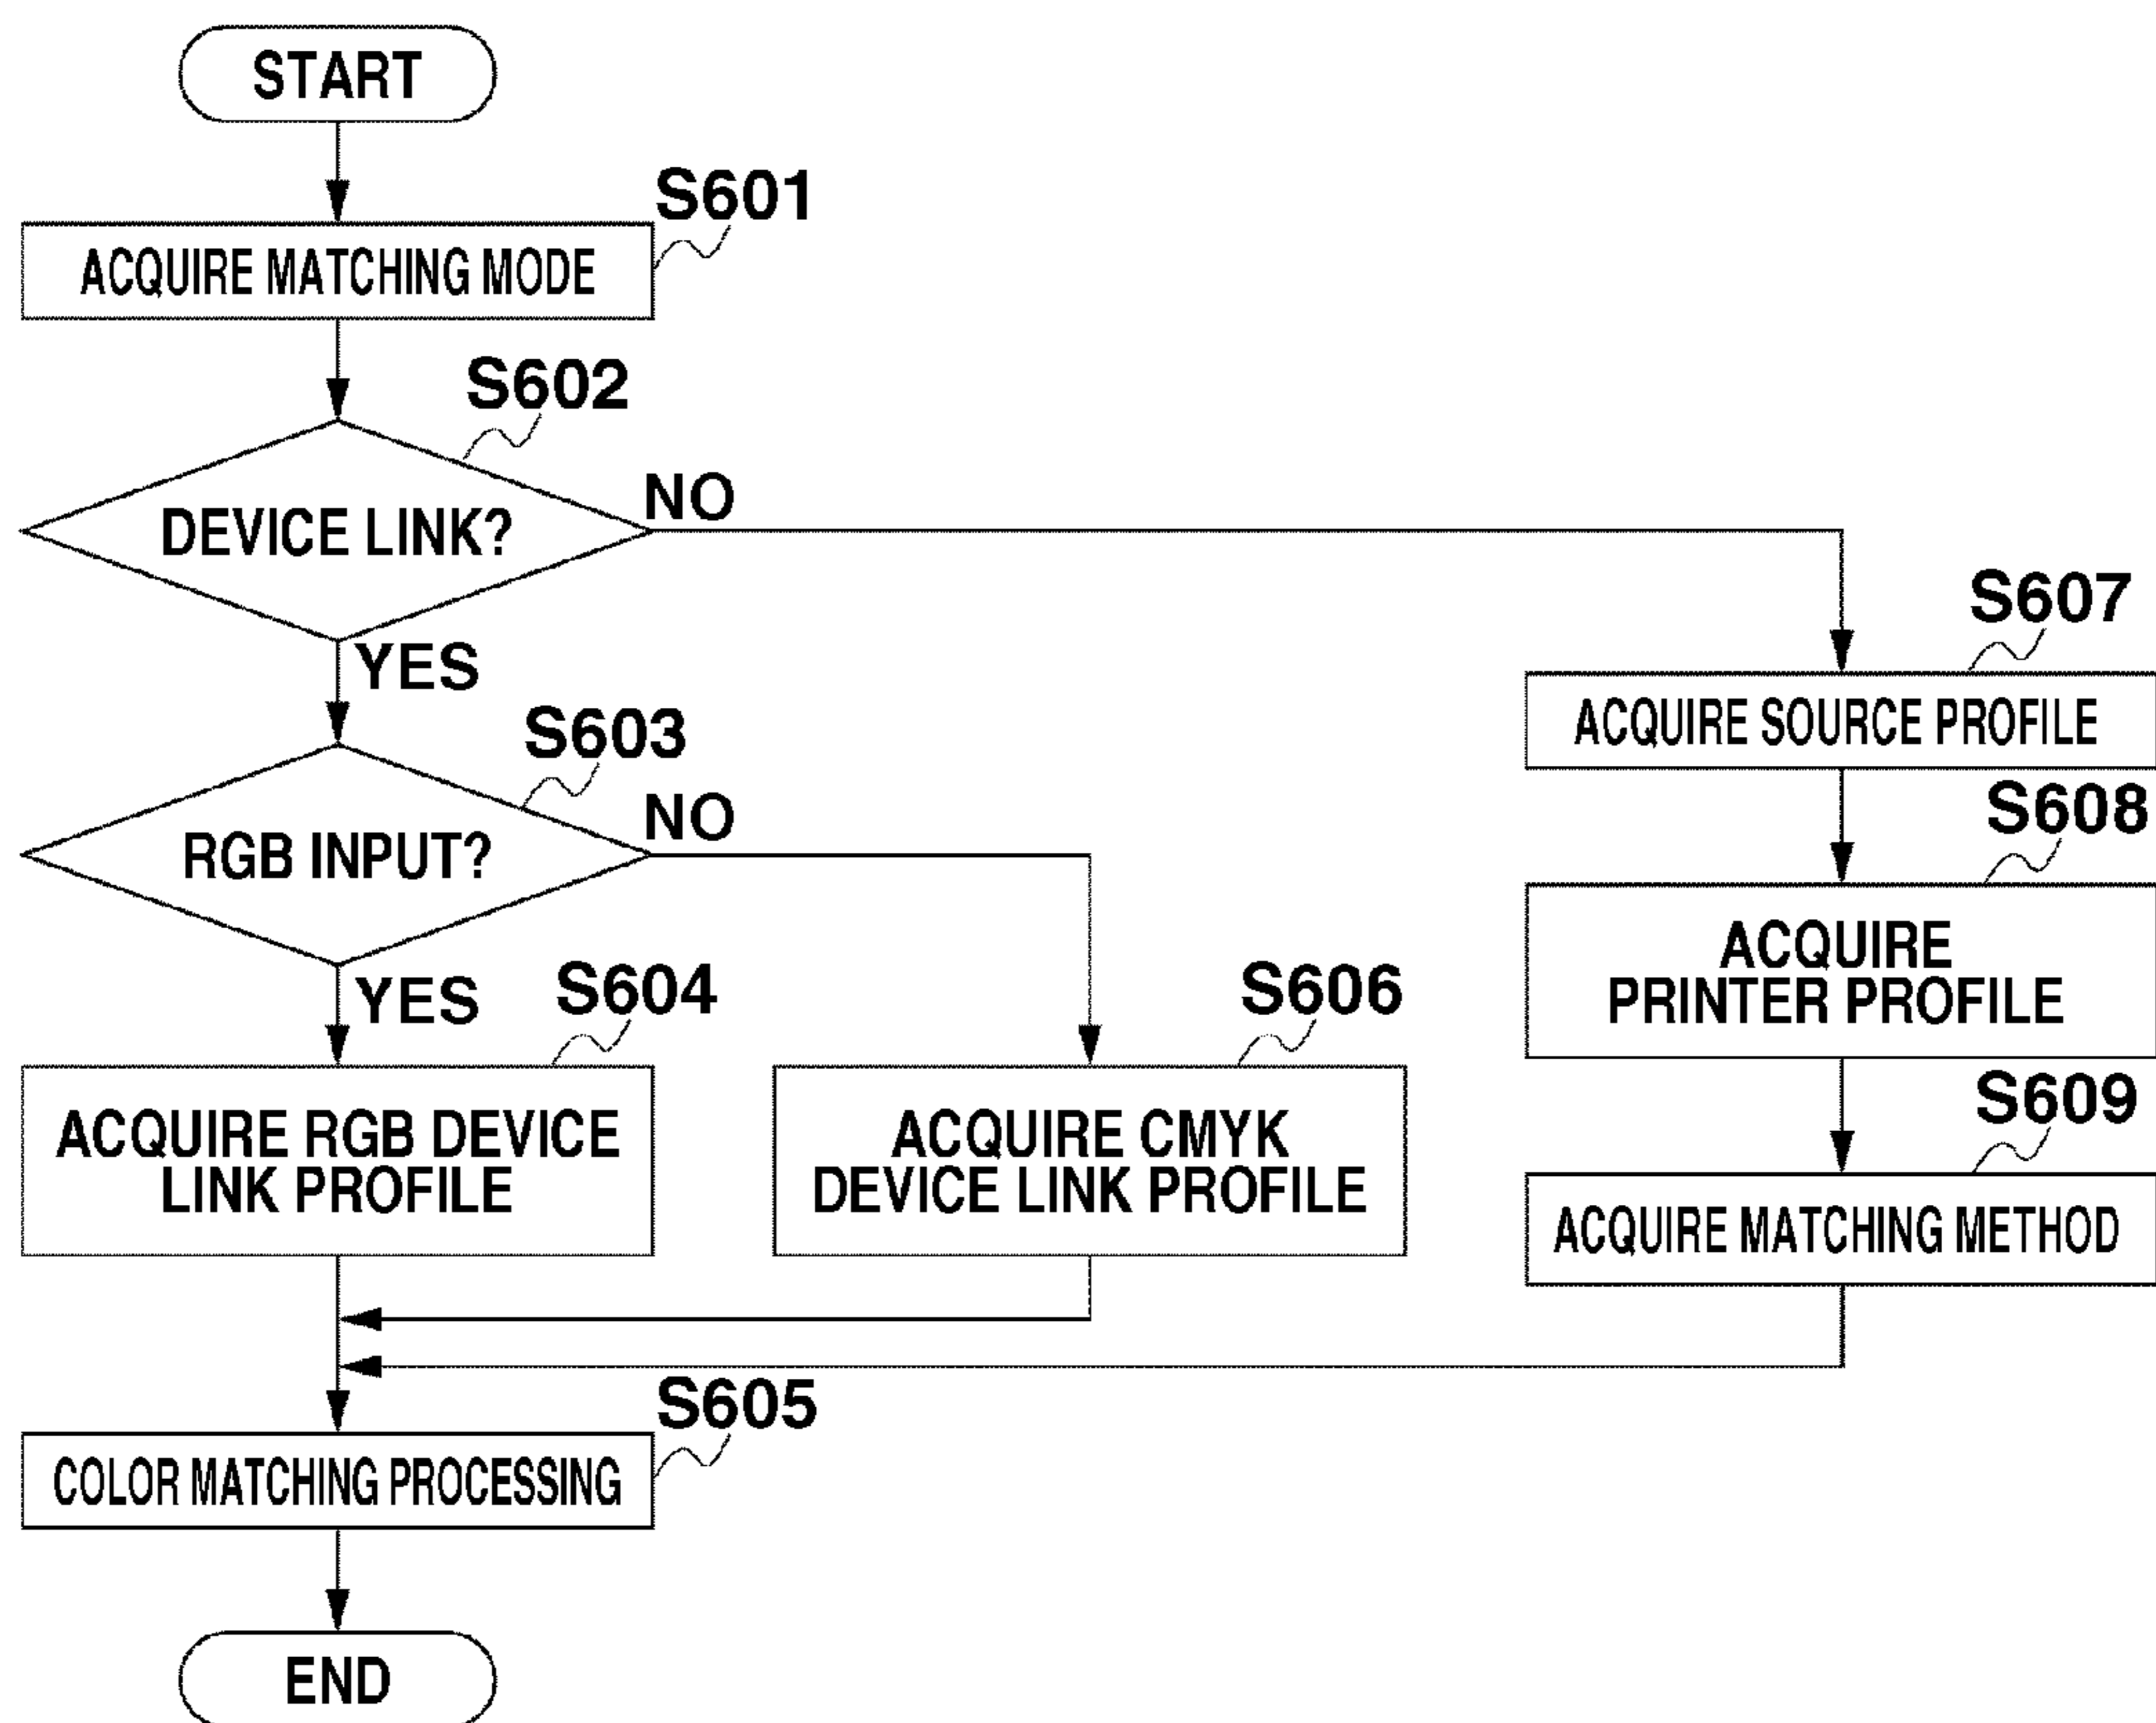 START
S601
ACQUIRE MATCHING MODE
S602
DEVICE LINK?
NO
YES
S603
RGB INPUT?
NO
YES
S604
ACQUIRE RGB DEVICE
LINK PROFILE
S606
ACQUIRE CMYK
DEVICE LINK PROFILE
S607
ACQUIRE SOURCE PROFILE
S608
ACQUIRE
PRINTER PROFILE
S609
ACQUIRE MATCHING METHOD
S605
COLOR MATCHING PROCESSING
END